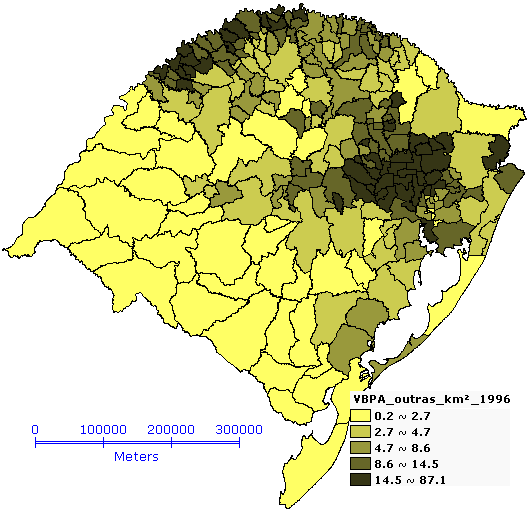 VBPA_outras_km²_1996
0.2 ~ 2.7
2.7 ~ 4.7
4.7 ~ 8.6
8.6 ~ 14.5
14.5 ~ 87.1
0 100000 200000 300000
Meters